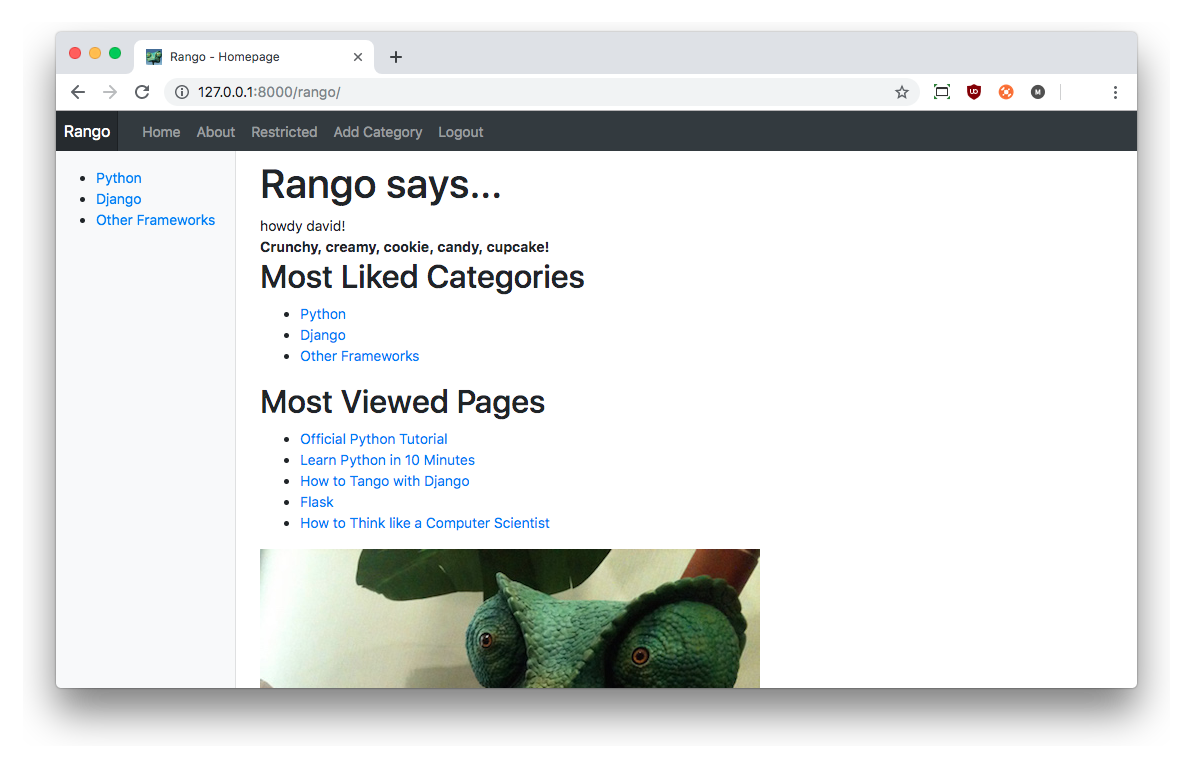 Rango - Homepage
127.0.0.1:8000/rango/
UD
M
Rango Home About Restricted Add Category Logout
Python
Django
Other Frameworks
Rango says...
howdy david!
Crunchy, creamy, cookie, candy, cupcake!
Most Liked Categories
Python
Django
Other Frameworks
Most Viewed Pages
Official Python Tutorial
Learn Python in 10 Minutes
How to Tango with Django
Flask
How to Think like a Computer Scientist